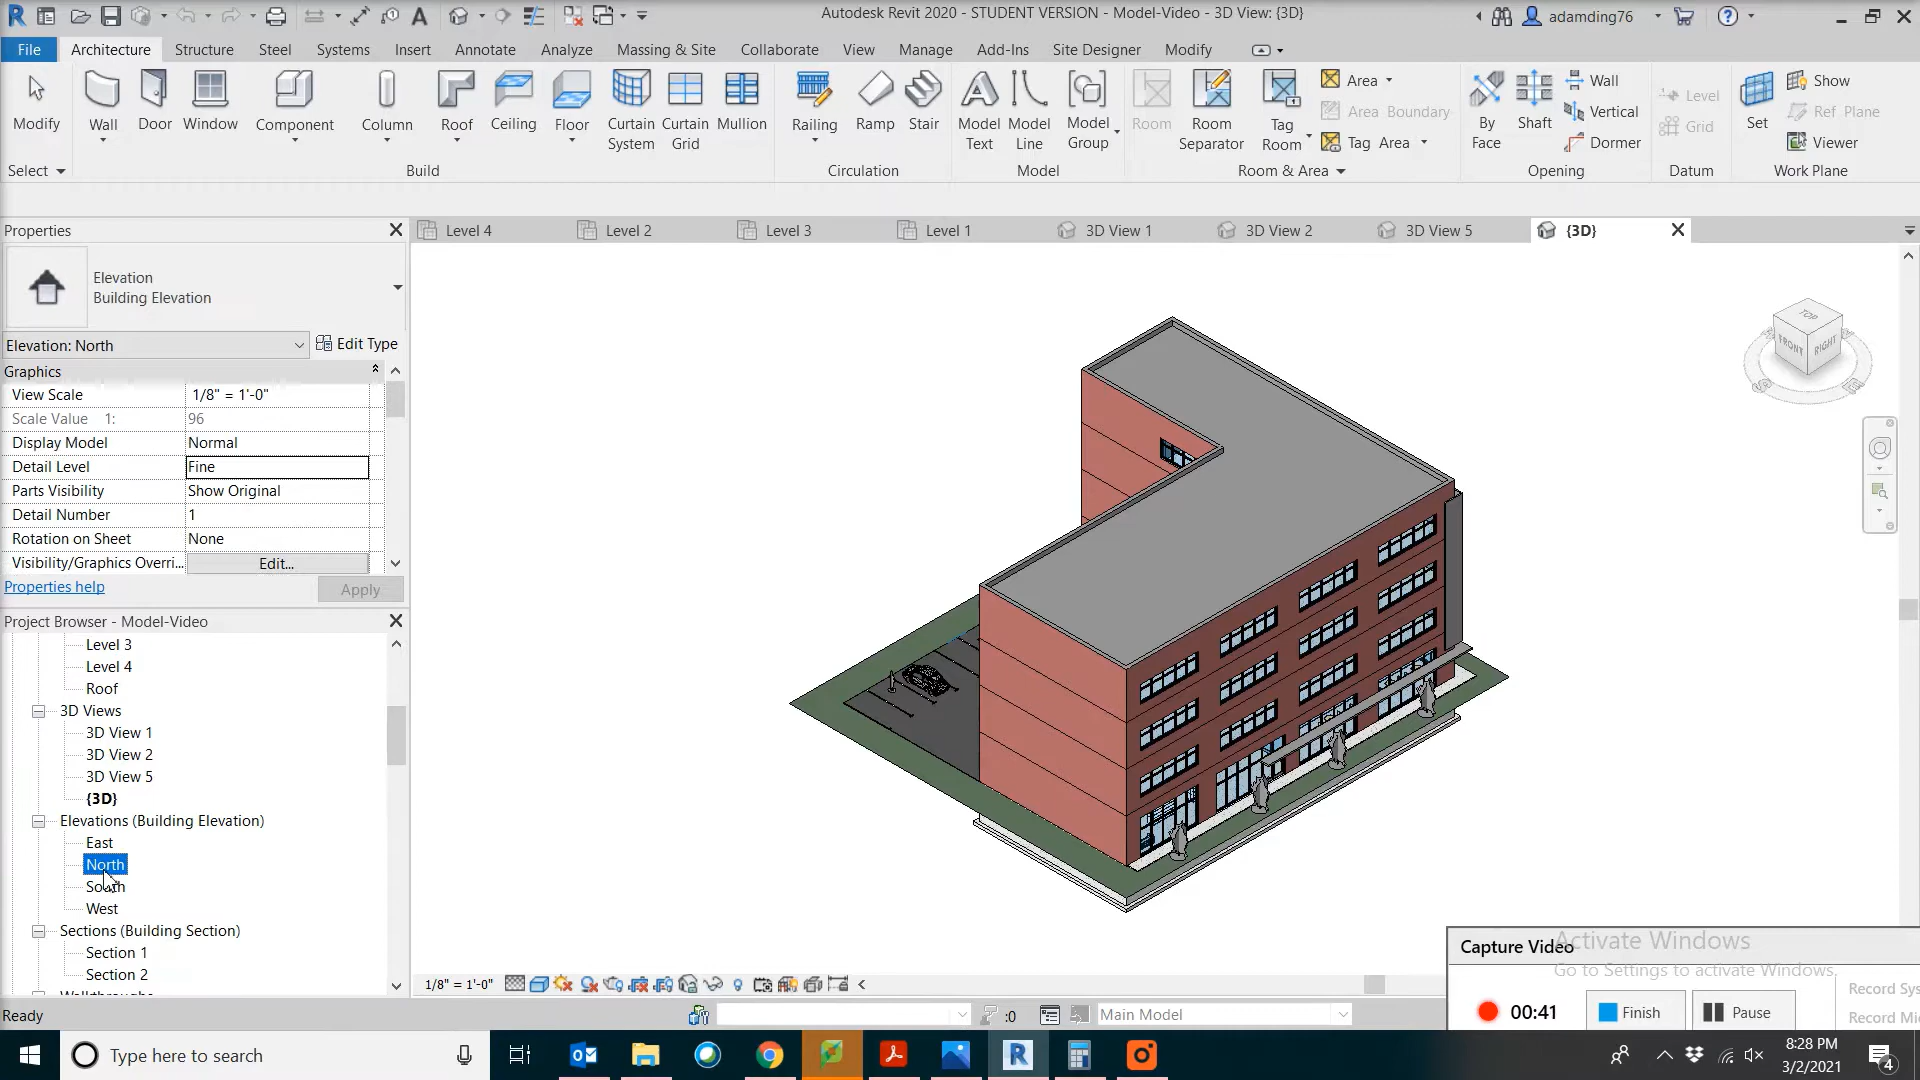 Autodesk Revit 2020 - STUDENT VERSION - Model-Video - 3D View: {3D}
adamding76
File
Architecture
Structure
Steel
Systems
Insert
Annotate
Analyze
Massing & Site
Collaborate
View
Manage
Add-Ins
Site Designer
Modify
Modify
Wall
Door
Window
Component
Column
Roof
Ceiling
Floor
Curtain
System
Curtain
Grid
Mullion
Railing
Ramp
Stair
Model
Text
Model
Line
Model
Group
Room
Room
Separator
Tag
Room
Area
Area Boundary
Tag Area
By
Face
Shaft
Wall
Vertical
Dormer
Level
Grid
Set
Show
Ref Plane
Viewer
Select
Build
Circulation
Model
Room & Area
Opening
Datum
Work Plane
Properties
Elevation
Building Elevation
Elevation: North
Edit Type
Graphics
View Scale 1/8" = 1'-0"
Scale Value 1: 96
Display Model Normal
Detail Level Fine
Parts Visibility Show Original
Detail Number 1
Rotation on Sheet None
Visibility/Graphics Overri... Edit...
Properties help
Apply
Project Browser - Model-Video
Level 3
Level 4
Roof
3D Views
3D View 1
3D View 2
3D View 5
{3D}
Elevations (Building Elevation)
East
North
South
West
Sections (Building Section)
Section 1
Section 2
Level 4
Level 2
Level 3
Level 1
3D View 1
3D View 2
3D View 5
{3D}
TOP
FRONT
RIGHT
1/8" = 1'-0"
Ready
:0
Main Model
Capture Video
Activate Windows
Go to Settings to activate Windows.
00:41
Finish
Pause
Record Sys
Record Mi
Type here to search
8:28 PM
3/2/2021
4